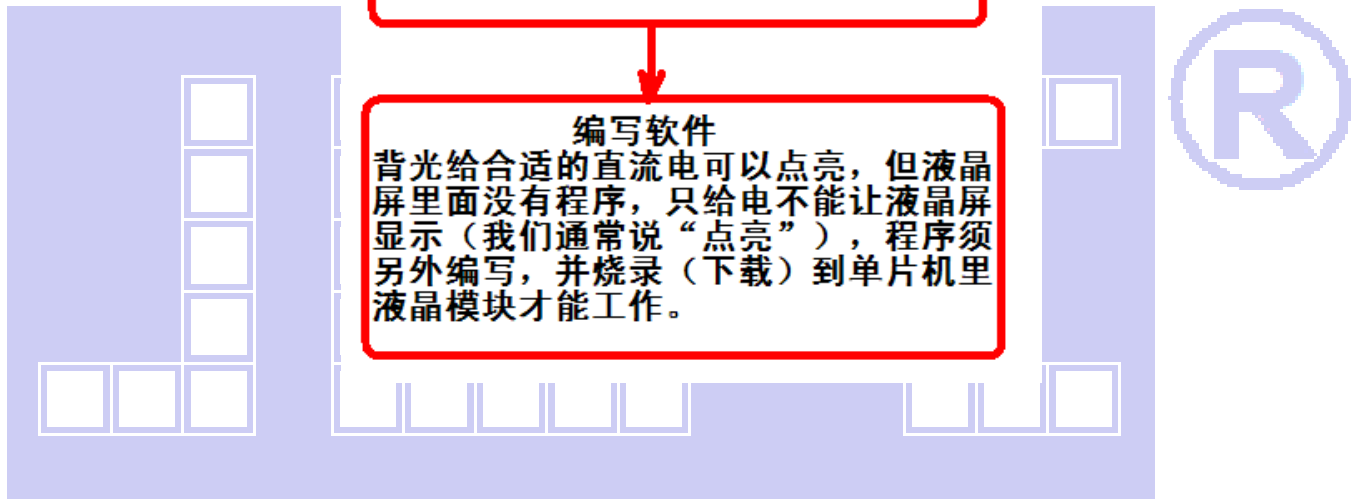 编写软件
背光给合适的直流电可以点亮，但液晶
屏里面没有程序，只给电不能让液晶屏
显示（我们通常说“点亮”），程序须
另外编写，并烧录（下载）到单片机里
液晶模块才能工作。
®